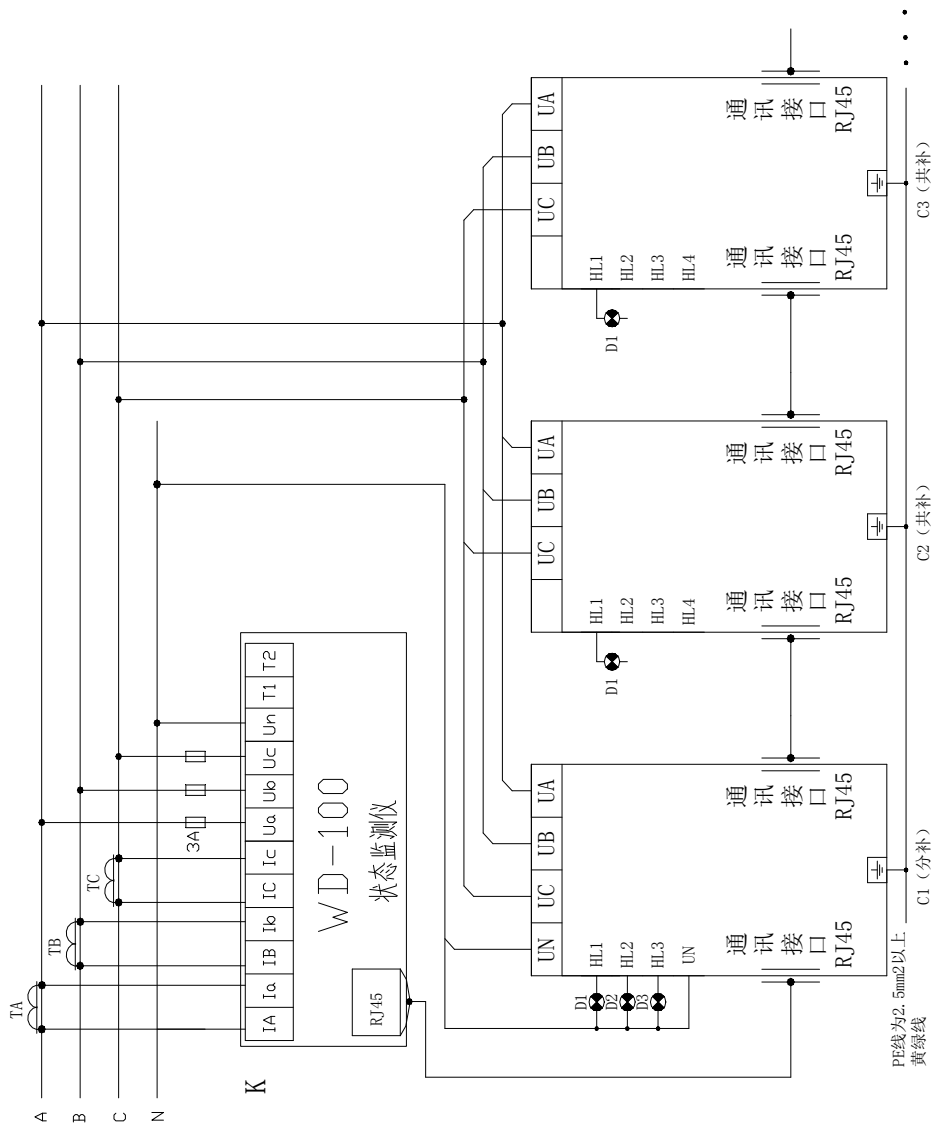 A
B
C
N
TA
TB
TC
3A
IA
Ia
IB
Ib
IC
Ic
Ua
Ub
Uc
Un
T1
T2
WD-100
状态监测仪
RJ45
K
UN
UC
UB
UA
HL1
HL2
HL3
UN
D1
D2
D3
通讯接口
RJ45
通讯接口
RJ45
C1（分补）
UC
UB
UA
HL1
HL2
HL3
HL4
D1
通讯接口
RJ45
通讯接口
RJ45
C2（共补）
UC
UB
UA
HL1
HL2
HL3
HL4
D1
通讯接口
RJ45
通讯接口
RJ45
C3（共补）
PE线为2,5mm2以上
黄绿线